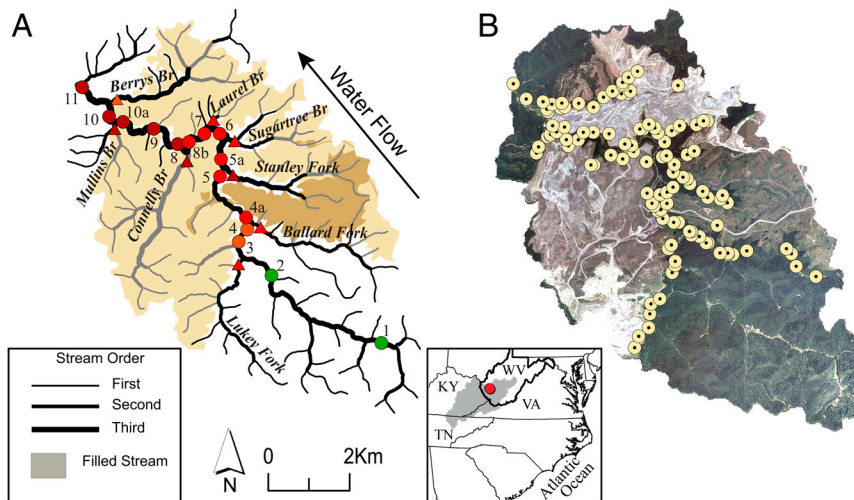 A
B
Berrys Br
Laurel Br
Water Flow
11
10
10a
Sugartree Br
7
6
9
8
8b
5a
Mullins Br
Stanley Fork
5
Connelly Br
4a
4
Ballard Fork
3
2
1
Lukey Fork
Stream Order
First
Second
Third
Filled Stream
N
0
2Km
WV
KY
VA
TN
Atlantic
Ocean